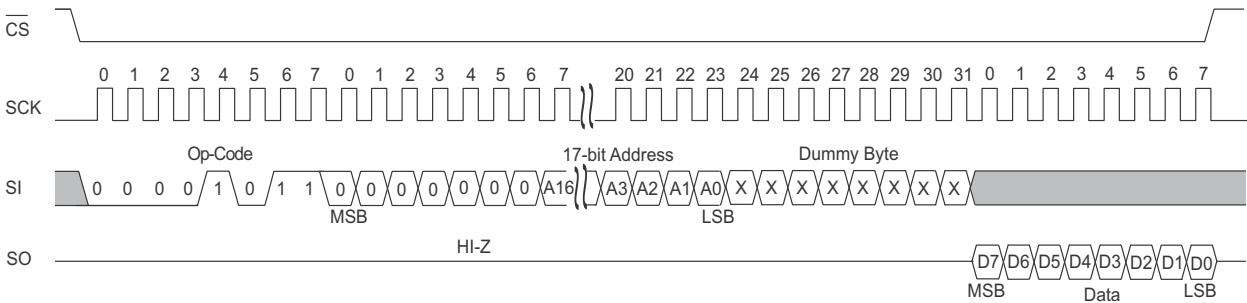 CS
0 1 2 3 4 5 6 7 0 1 2 3 4 5 6 7 20 21 22 23 24 25 26 27 28 29 30 31 0 1 2 3 4 5 6 7
SCK
Op-Code 17-bit Address Dummy Byte
SI 0 0 0 0 1 0 1 1 0 0 0 0 0 0 0 A16 A3 A2 A1 A0 X X X X X X X X
MSB LSB
HI-Z
SO D7 D6 D5 D4 D3 D2 D1 D0
MSB Data LSB